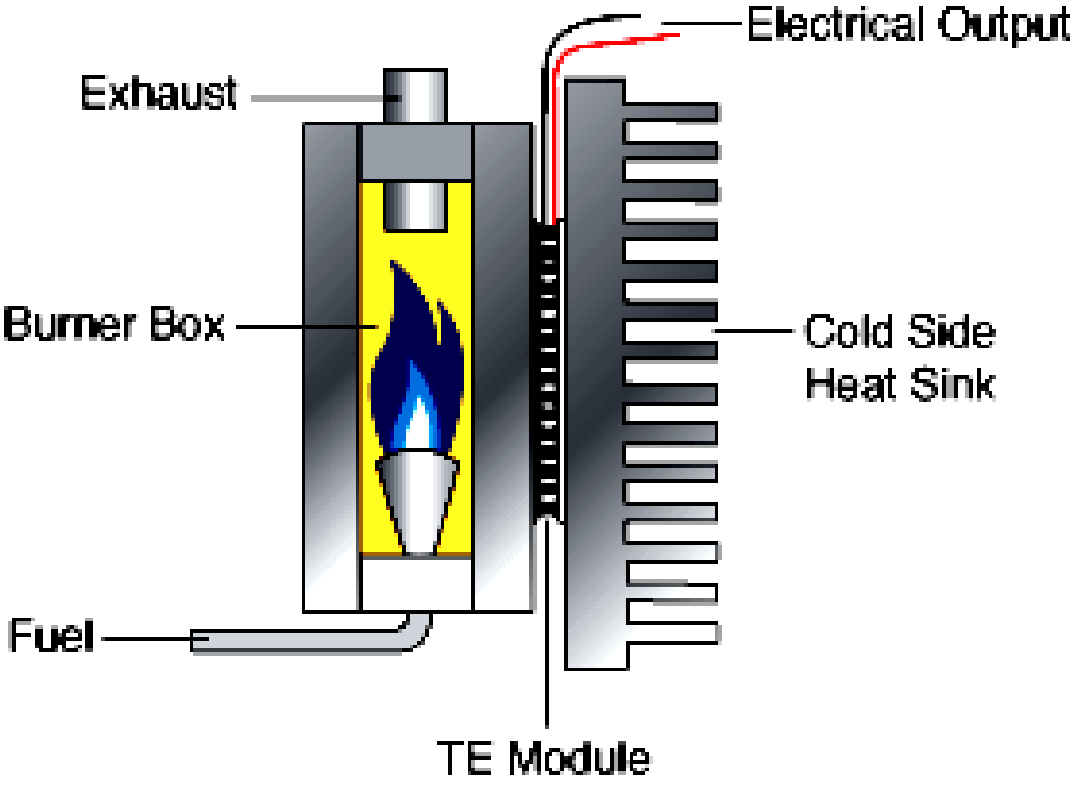 Electrical Output
Exhaust
Burner Box
Cold Side
Heat Sink
Fuel
TE Module